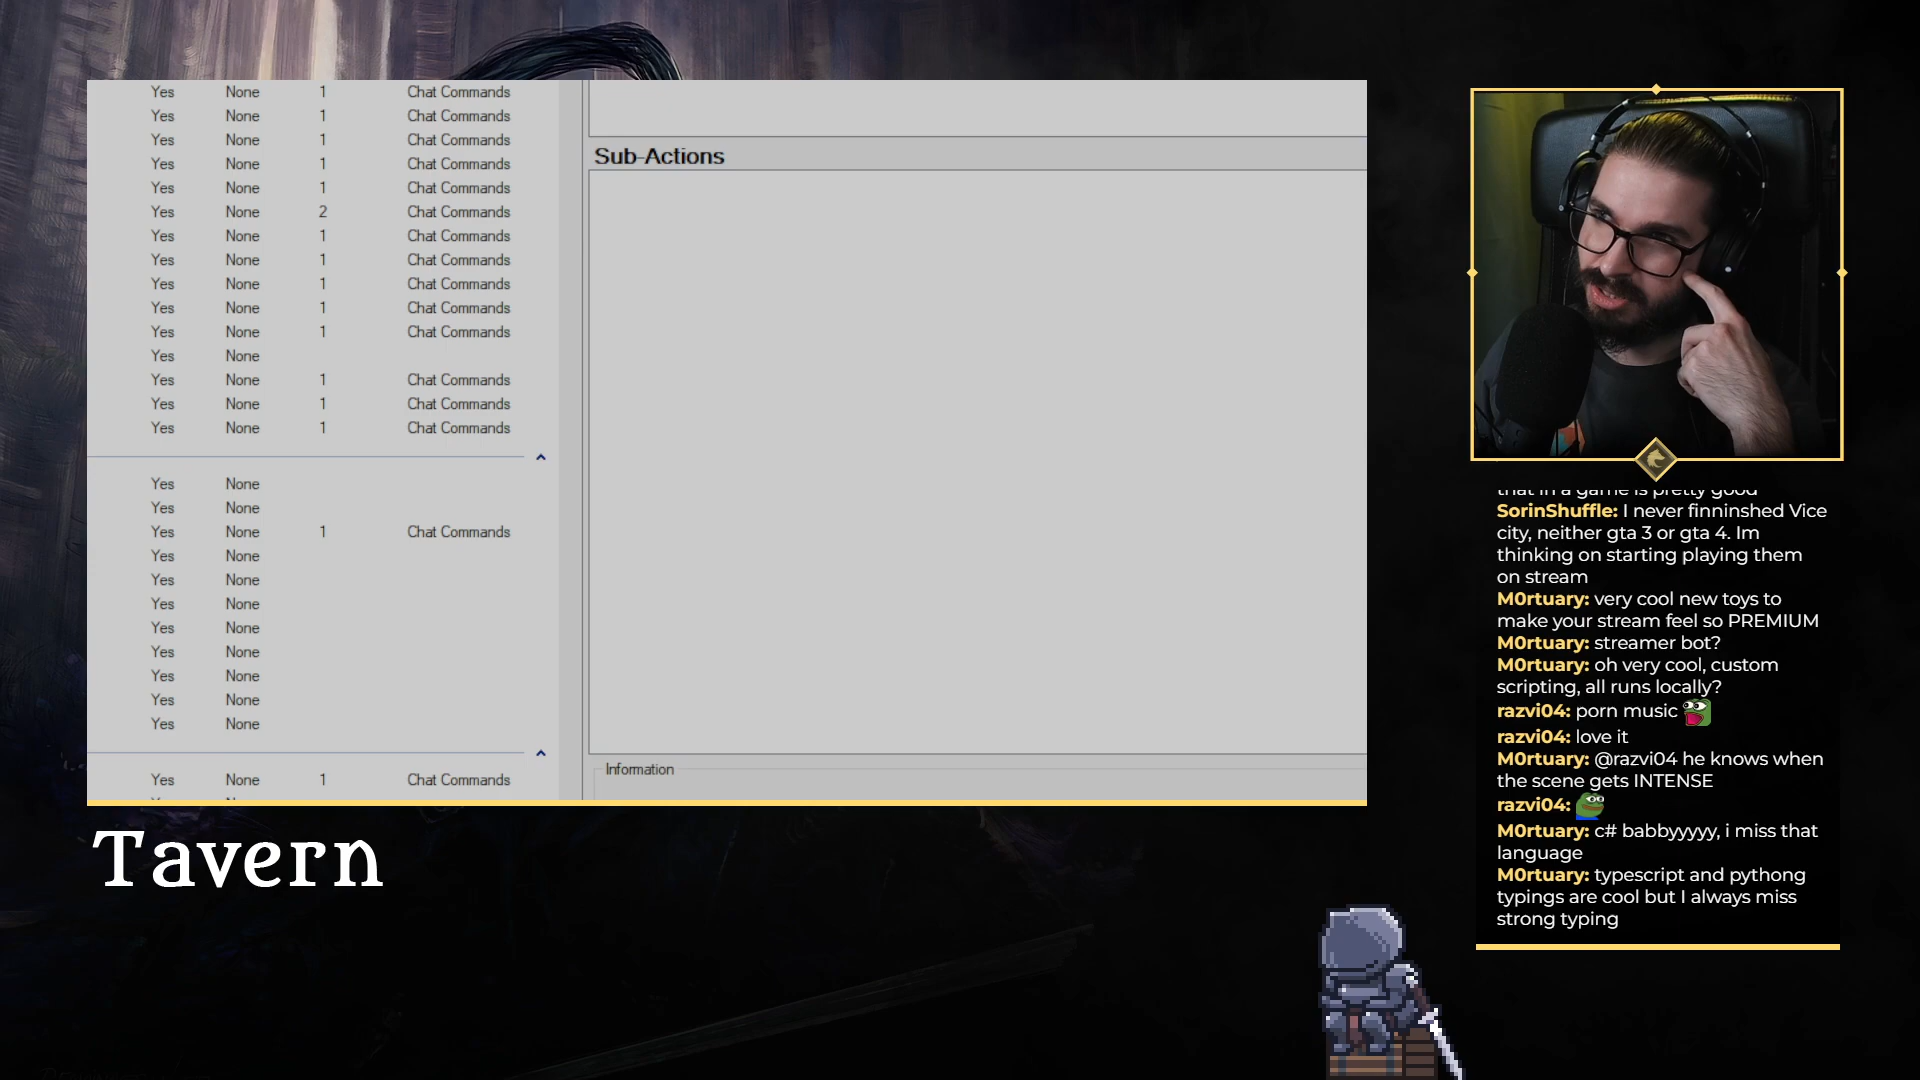 Yes None 1 Chat Commands
Yes None 1 Chat Commands
Yes None 1 Chat Commands
Yes None 1 Chat Commands
Yes None 1 Chat Commands
Yes None 2 Chat Commands
Yes None 1 Chat Commands
Yes None 1 Chat Commands
Yes None 1 Chat Commands
Yes None 1 Chat Commands
Yes None 1 Chat Commands
Yes None
Yes None 1 Chat Commands
Yes None 1 Chat Commands
Yes None 1 Chat Commands
Yes None
Yes None
Yes None 1 Chat Commands
Yes None
Yes None
Yes None
Yes None
Yes None
Yes None
Yes None
Yes None
Yes None 1 Chat Commands
Sub-Actions
Information
Tavern
that in a game is pretty good
SorinShuffle: I never finninshed Vice
city, neither gta 3 or gta 4. Im
thinking on starting playing them
on stream
M0rtuary: very cool new toys to
make your stream feel so PREMIUM
M0rtuary: streamer bot?
M0rtuary: oh very cool, custom
scripting, all runs locally?
razvi04: porn music
razvi04: love it
M0rtuary: @razvi04 he knows when
the scene gets INTENSE
razvi04:
M0rtuary: c# babbyyyyy, i miss that
language
M0rtuary: typescript and pythong
typings are cool but I always miss
strong typing